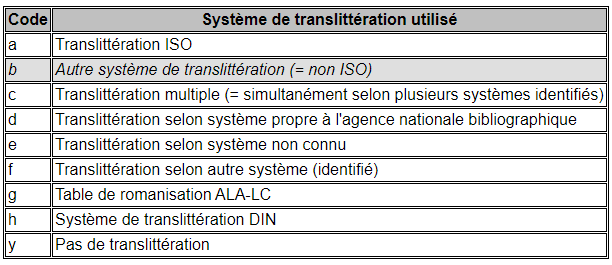 Code Système de translittération utilisé
a Translittération ISO
b Autre système de translittération (= non ISO)
c Translittération multiple (= simultanément selon plusieurs systèmes identifiés)
d Translittération selon système propre à l'agence nationale bibliographique
e Translittération selon système non connu
f Translittération selon autre système (identifié)
g Table de romanisation ALA-LC
h Système de translittération DIN
y Pas de translittération